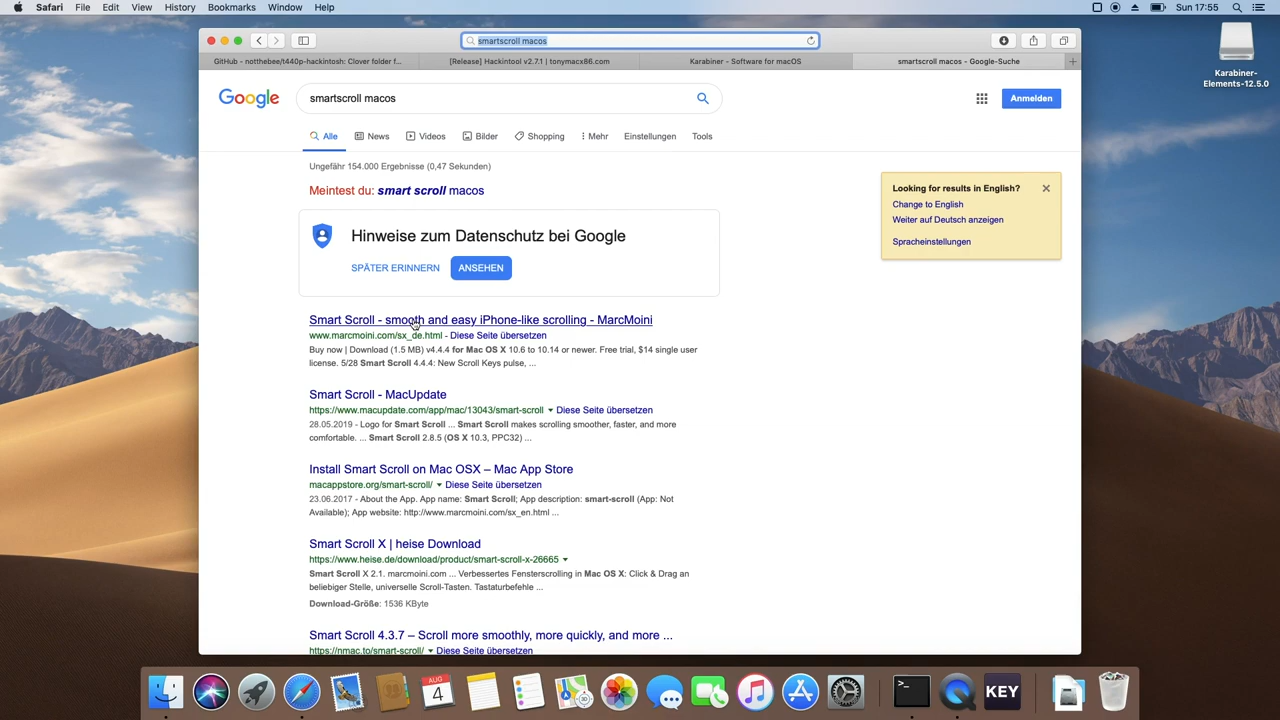 Safari File Edit View History Bookmarks Window Help
Sun 17:55
smartscroll macos
GitHub - notthebee/t440p-hackintosh: Clover folder f...
[Release] Hackintool v2.7.1 | tonymacx86.com
Karabiner - Software for macOS
smartscroll macos - Google-Suche
Karabiner-
Elements-12.5.0
Google
smartscroll macos
Anmelden
Alle News Videos Bilder Shopping Mehr Einstellungen Tools
Ungefähr 154.000 Ergebnisse (0,47 Sekunden)
Meintest du: smart scroll macos
Looking for results in English?
Change to English
Weiter auf Deutsch anzeigen
Spracheinstellungen
Hinweise zum Datenschutz bei Google
SPÄTER ERINNERN ANSEHEN
Smart Scroll - smooth and easy iPhone-like scrolling - MarcMoini
www.marcmoini.com/sx_de.html - Diese Seite übersetzen
Buy now | Download (1.5 MB) v4.4.4 for Mac OS X 10.6 to 10.14 or newer. Free trial, $14 single user
license. 5/28 Smart Scroll 4.4.4: New Scroll Keys pulse, ...
Smart Scroll - MacUpdate
https://www.macupdate.com/app/mac/13043/smart-scroll Diese Seite übersetzen
28.05.2019 - Logo for Smart Scroll ... Smart Scroll makes scrolling smoother, faster, and more
comfortable. ... Smart Scroll 2.8.5 (OS X 10.3, PPC32) ...
Install Smart Scroll on Mac OSX – Mac App Store
macappstore.org/smart-scroll/ Diese Seite übersetzen
23.06.2017 - About the App. App name: Smart Scroll; App description: smart-scroll (App: Not
Available); App website: http://www.marcmoini.com/sx_en.html ...
Smart Scroll X | heise Download
https://www.heise.de/download/product/smart-scroll-x-26665
Smart Scroll X 2.1. marcmoini.com ... Verbessertes Fensterscrolling in Mac OS X: Click & Drag an
beliebiger Stelle, universelle Scroll-Tasten. Tastaturbefehle ...
Download-Größe: 1536 KByte
Smart Scroll 4.3.7 – Scroll more smoothly, more quickly, and more ...
https://nmac.to/smart-scroll/ Diese Seite übersetzen
AUG
4
KEY